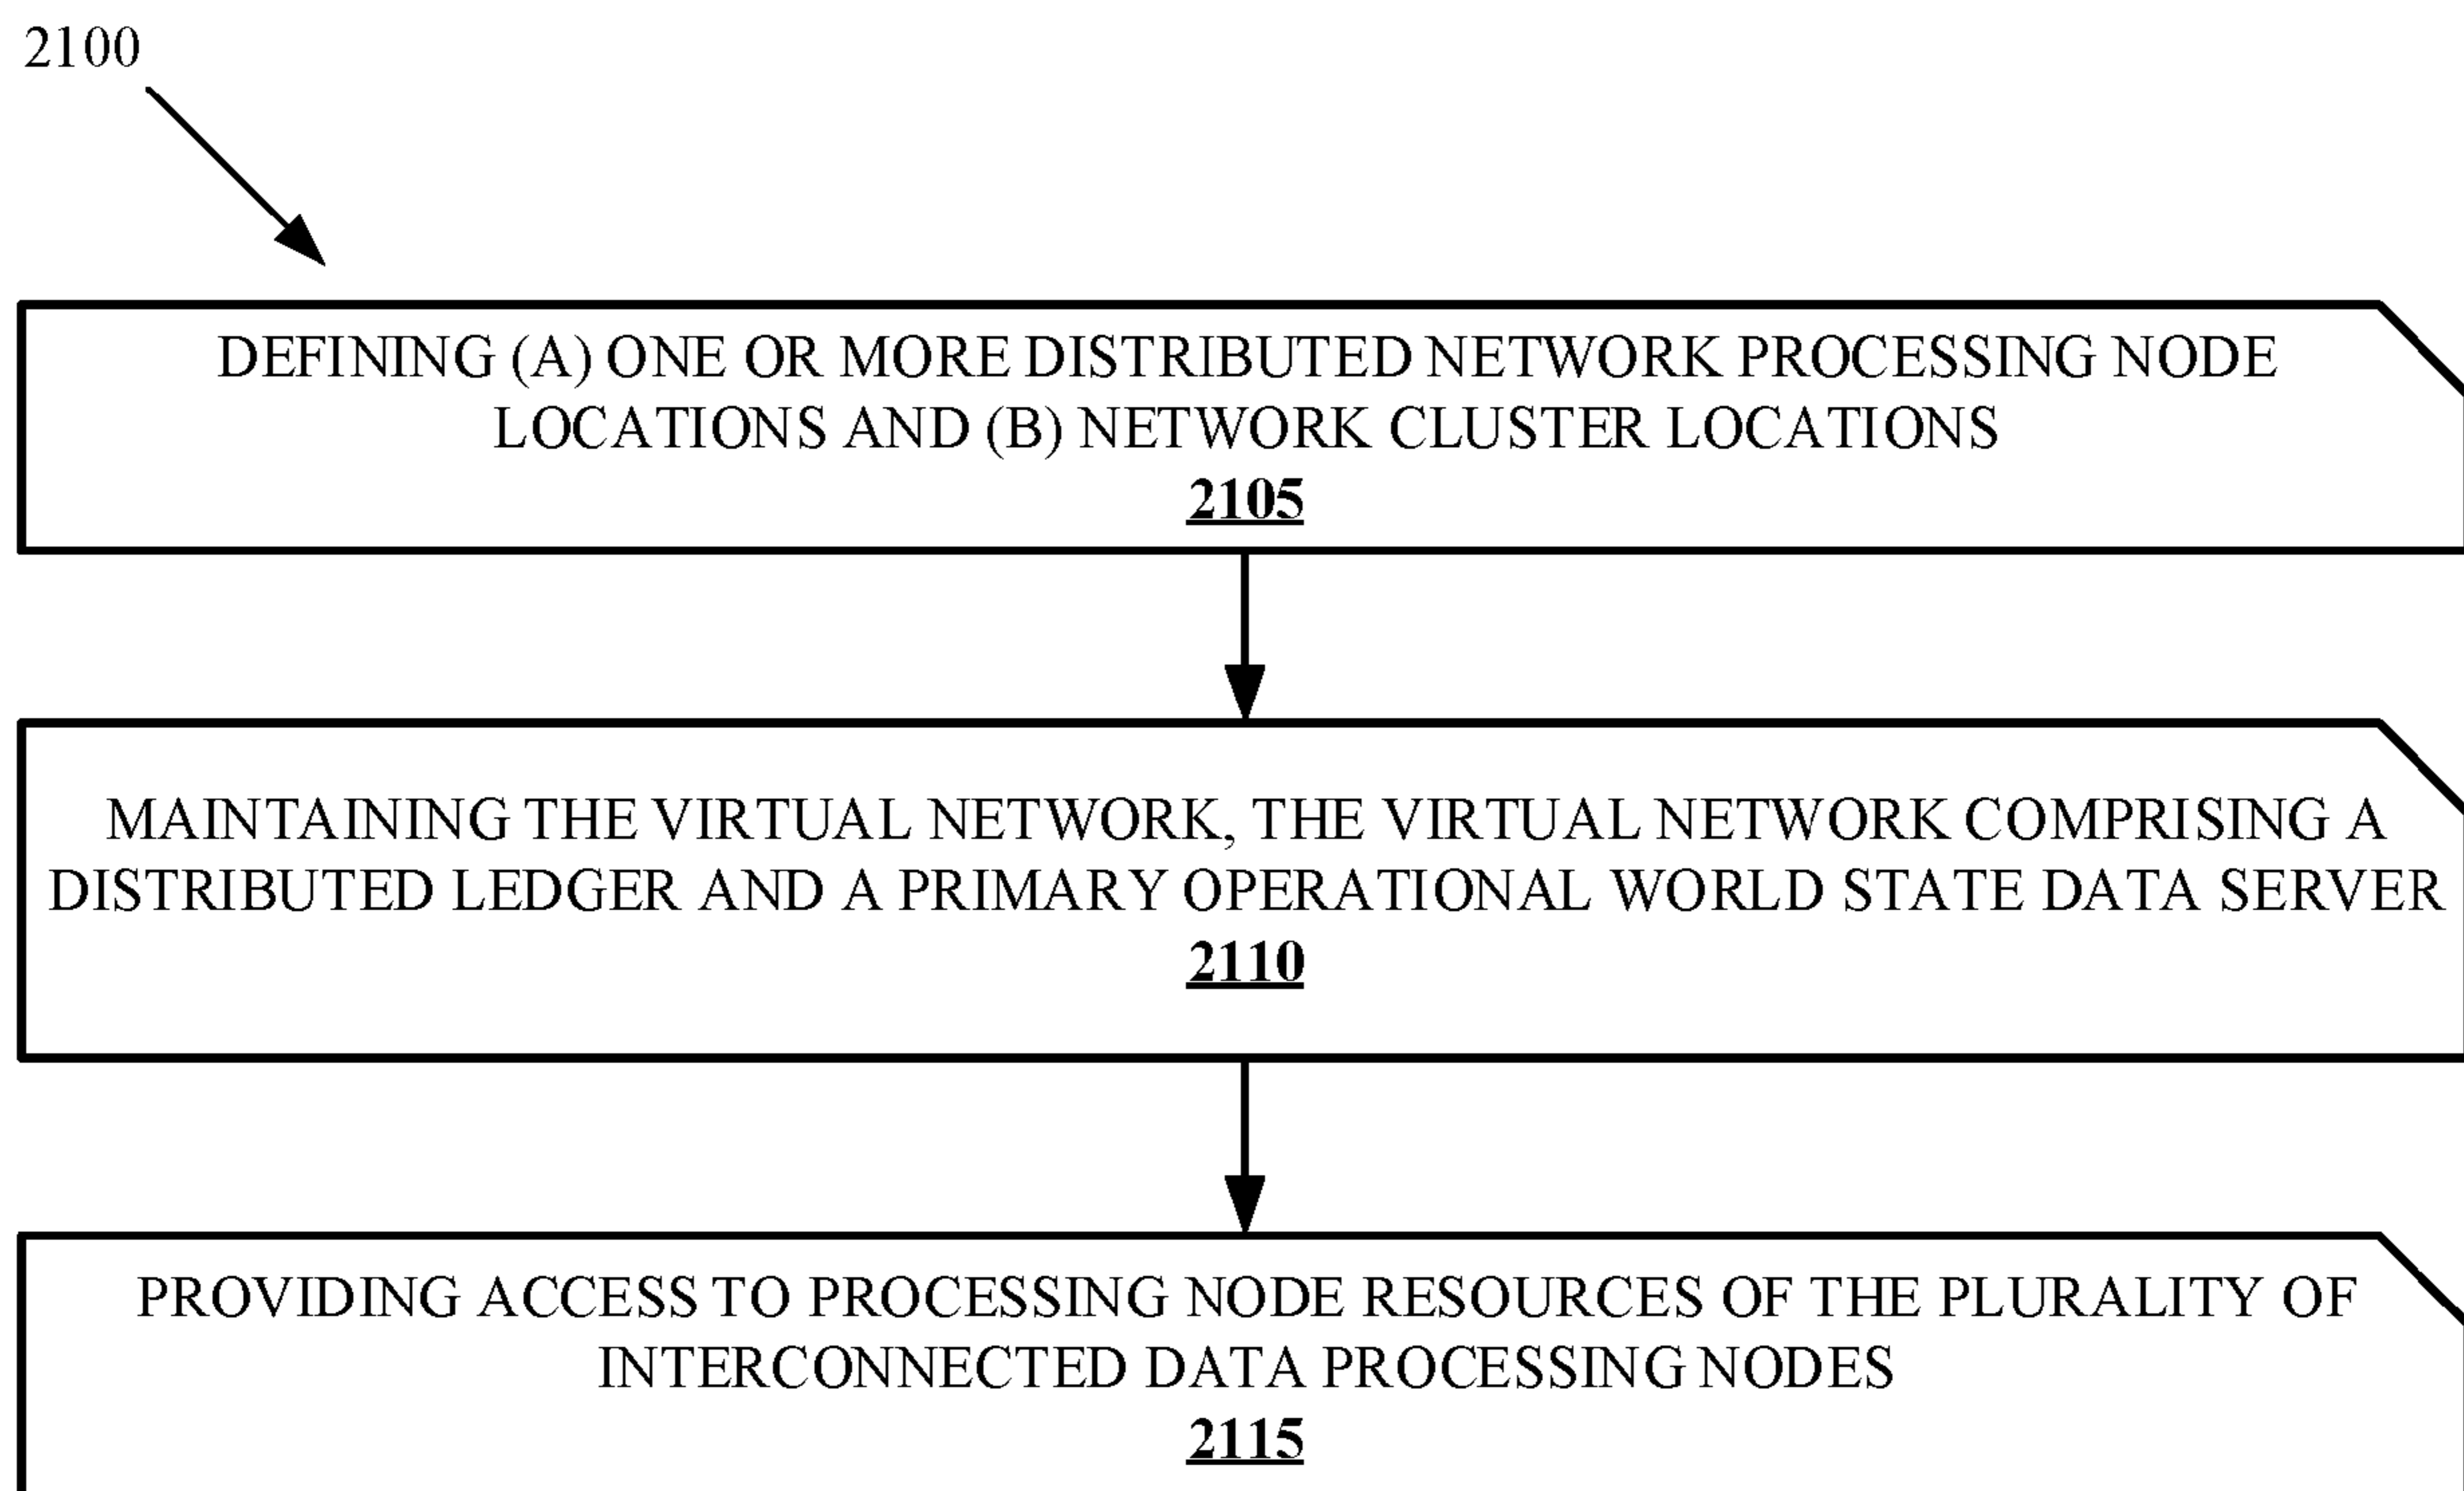 2100
DEFINING (A) ONE OR MORE DISTRIBUTED NETWORK PROCESSING NODE
LOCATIONS AND (B) NETWORK CLUSTER LOCATIONS
2105
MAINTAINING THE VIRTUAL NETWORK, THE VIRTUAL NETWORK COMPRISING A
DISTRIBUTED LEDGER AND A PRIMARY OPERATIONAL WORLD STATE DATA SERVER
2110
PROVIDING ACCESS TO PROCESSING NODE RESOURCES OF THE PLURALITY OF
INTERCONNECTED DATA PROCESSING NODES
2115